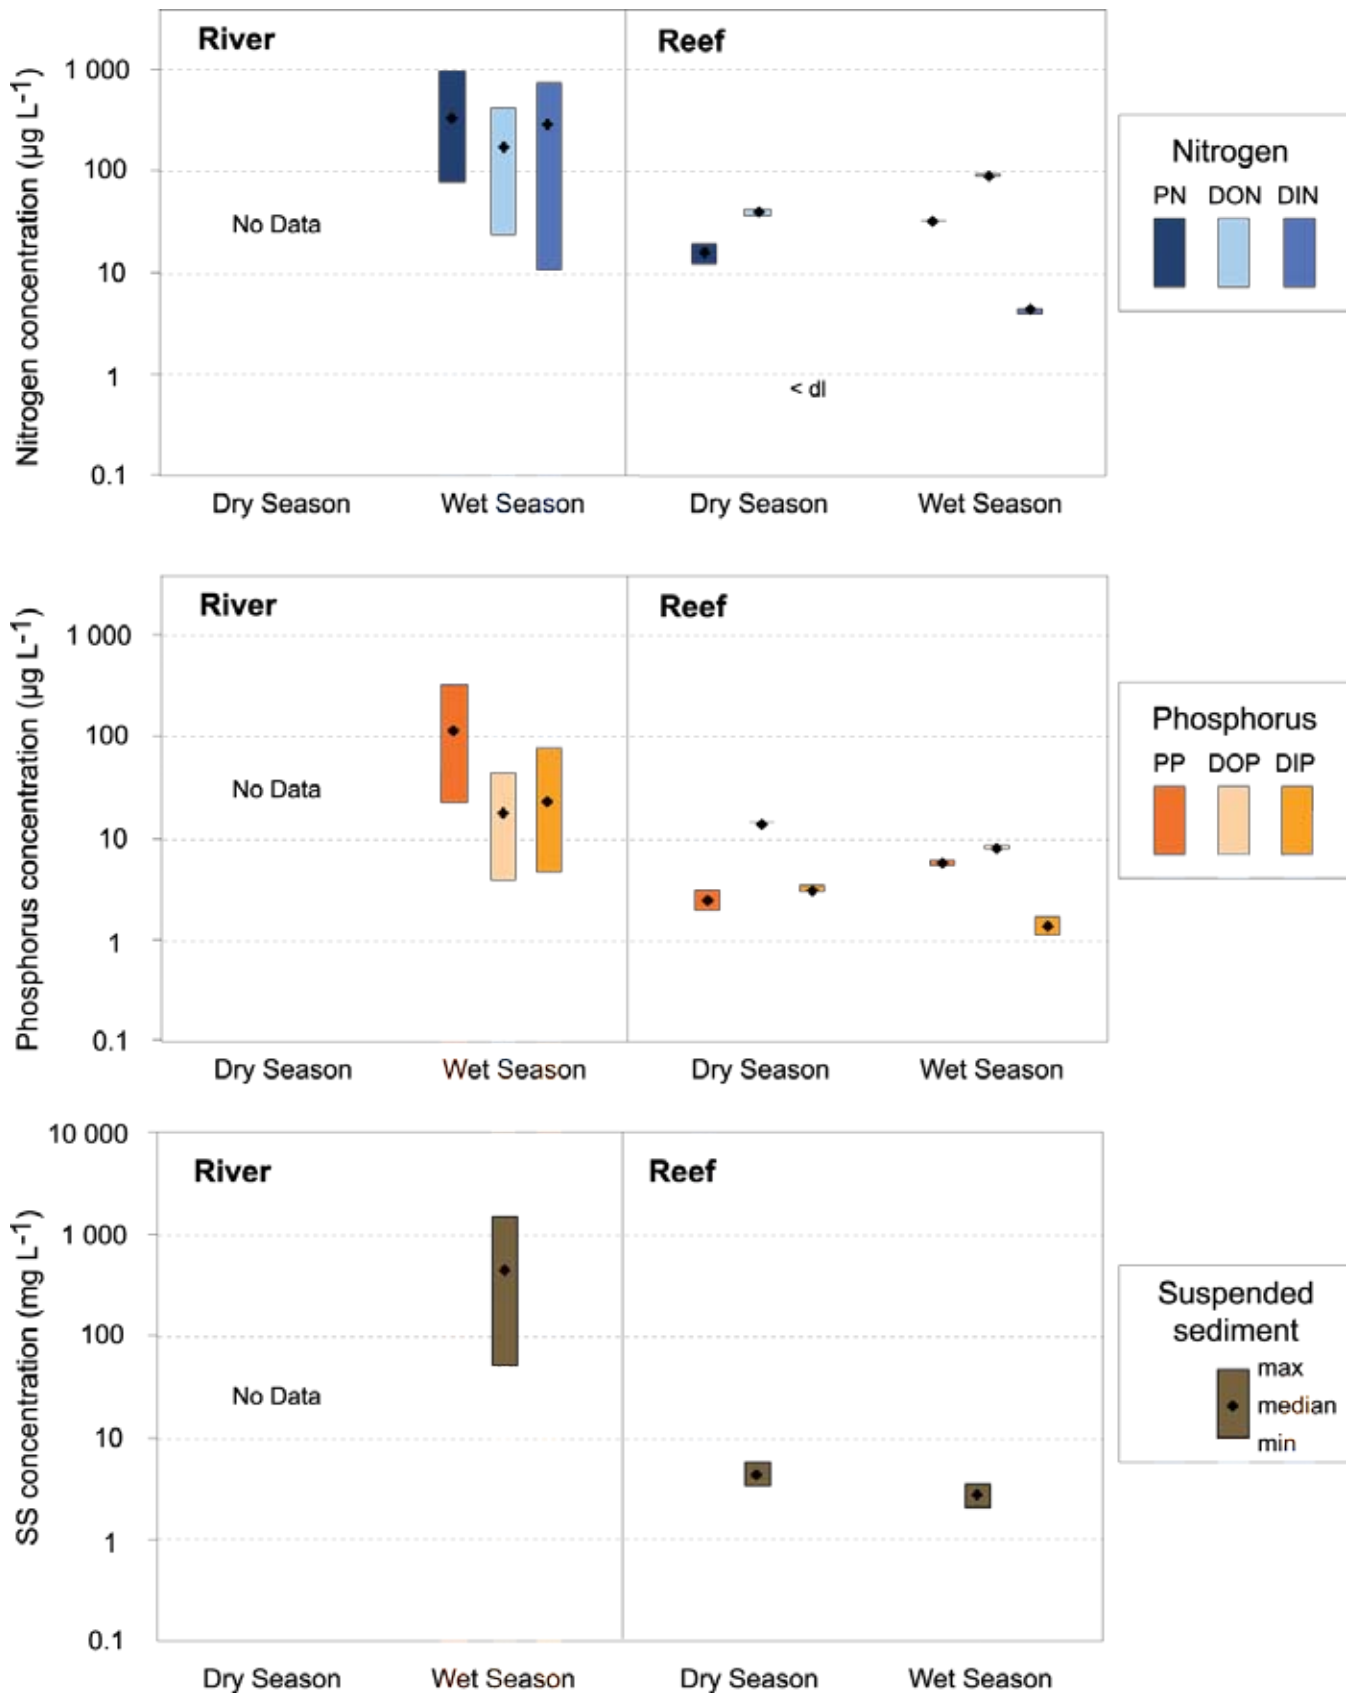 River
Reef
Nitrogen concentration (µg L-1)
1 000
100
10
1
0.1
No Data
< dl
Dry Season
Wet Season
Dry Season
Wet Season
Nitrogen
PN DON DIN
River
Reef
Phosphorus concentration (µg L-1)
1 000
100
10
1
0.1
No Data
Dry Season
Wet Season
Dry Season
Wet Season
Phosphorus
PP DOP DIP
River
Reef
SS concentration (mg L-1)
10 000
1 000
100
10
1
0.1
No Data
Dry Season
Wet Season
Dry Season
Wet Season
Suspended
sediment
max
median
min